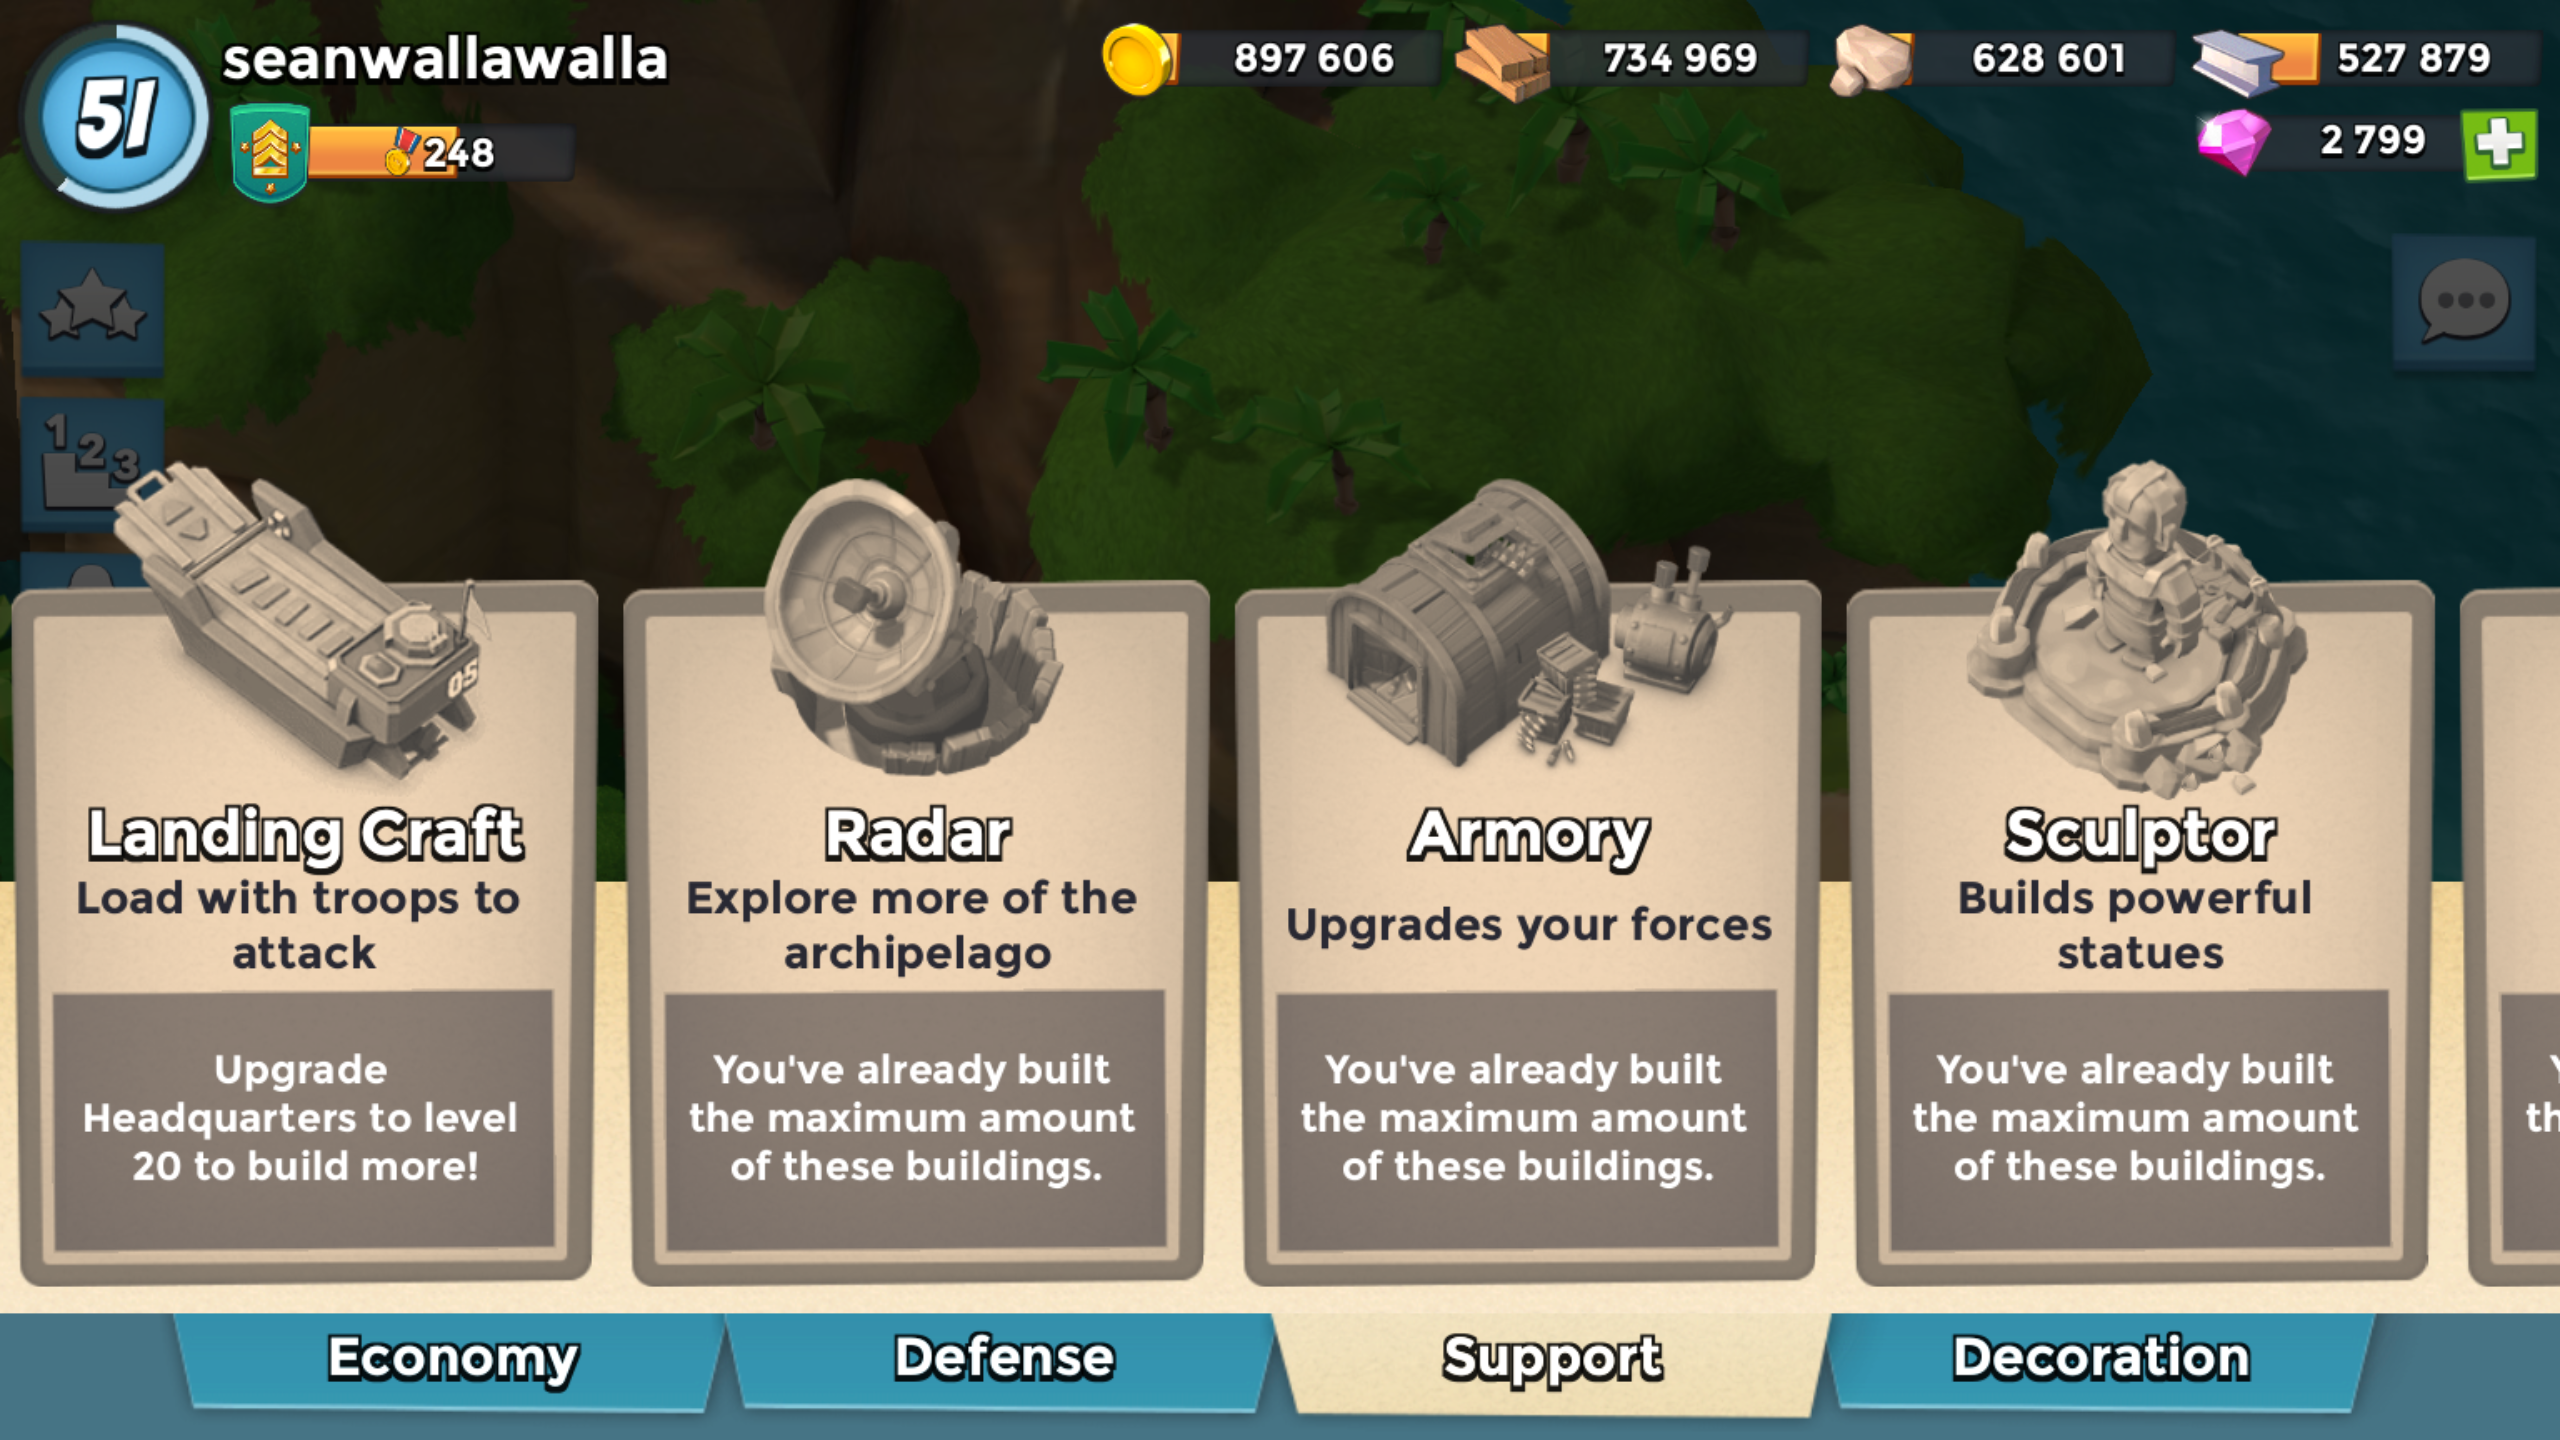 51
seanwallawalla
248
897 606
734 969
628 601
527 879
2 799
1 2 3
05
Landing Craft
Load with troops to
attack
Upgrade
Headquarters to level
20 to build more!
Radar
Explore more of the
archipelago
You've already built
the maximum amount
of these buildings.
Armory
Upgrades your forces
You've already built
the maximum amount
of these buildings.
Sculptor
Builds powerful
statues
You've already built
the maximum amount
of these buildings.
Economy
Defense
Support
Decoration